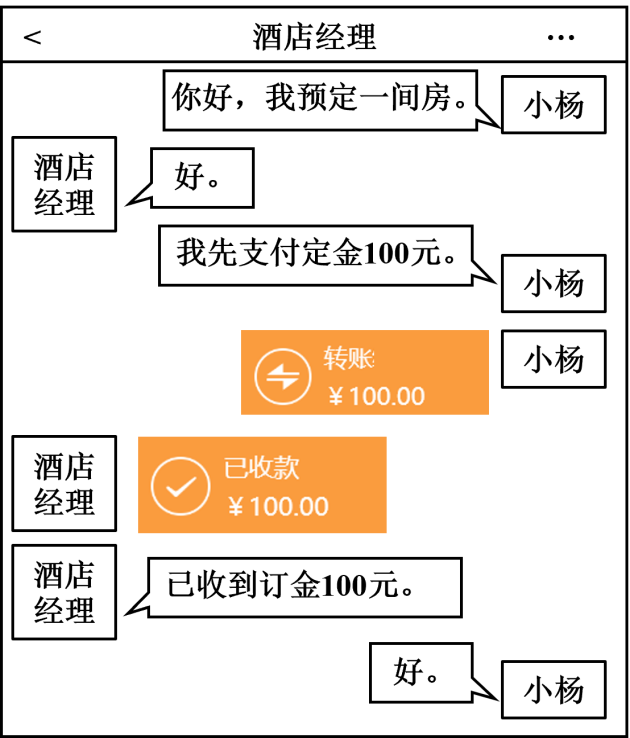 < 酒店经理 …
你好，我预定一间房。 小杨
酒店
经理
好。
我先支付定金100元。
小杨
转账
￥100.00
小杨
酒店
经理
已收款
￥100.00
酒店
经理
已收到订金100元。
好。
小杨